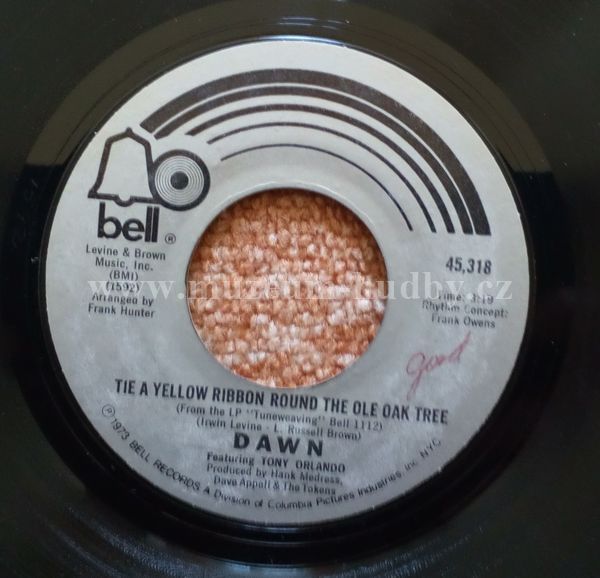 bell ®
Levine & Brown
Music, Inc.
(BMI)
(1592)
Arranged by
Frank Hunter
45,318
Time: 3:19
Rhythm Concept:
Frank Owens
www.muzeum-hudby.cz
good
TIE A YELLOW RIBBON ROUND THE OLE OAK TREE
(From the LP "Tuneweaving" Bell 1112)
(Irwin Levine - L. Russell Brown)
DAWN
Featuring TONY ORLANDO
Produced by Hank Medress,
Dave Appell & The Tokens
℗ 1973 BELL RECORDS A Division of Columbia Pictures Industries, Inc. N.Y.C.